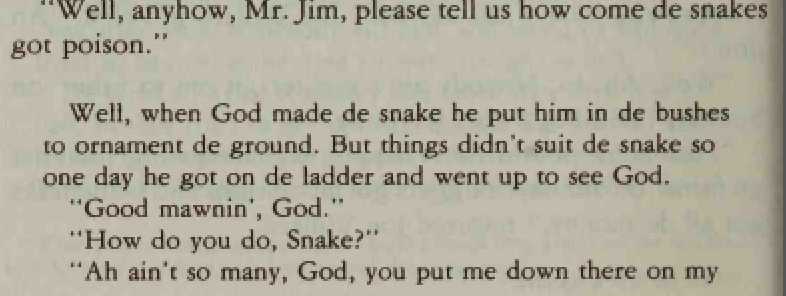 "Well, anyhow, Mr. Jim, please tell us how come de snakes
got poison."
Well, when God made de snake he put him in de bushes
to ornament de ground. But things didn't suit de snake so
one day he got on de ladder and went up to see God.
"Good mawnin', God."
"How do you do, Snake?"
"Ah ain't so many, God, you put me down there on my